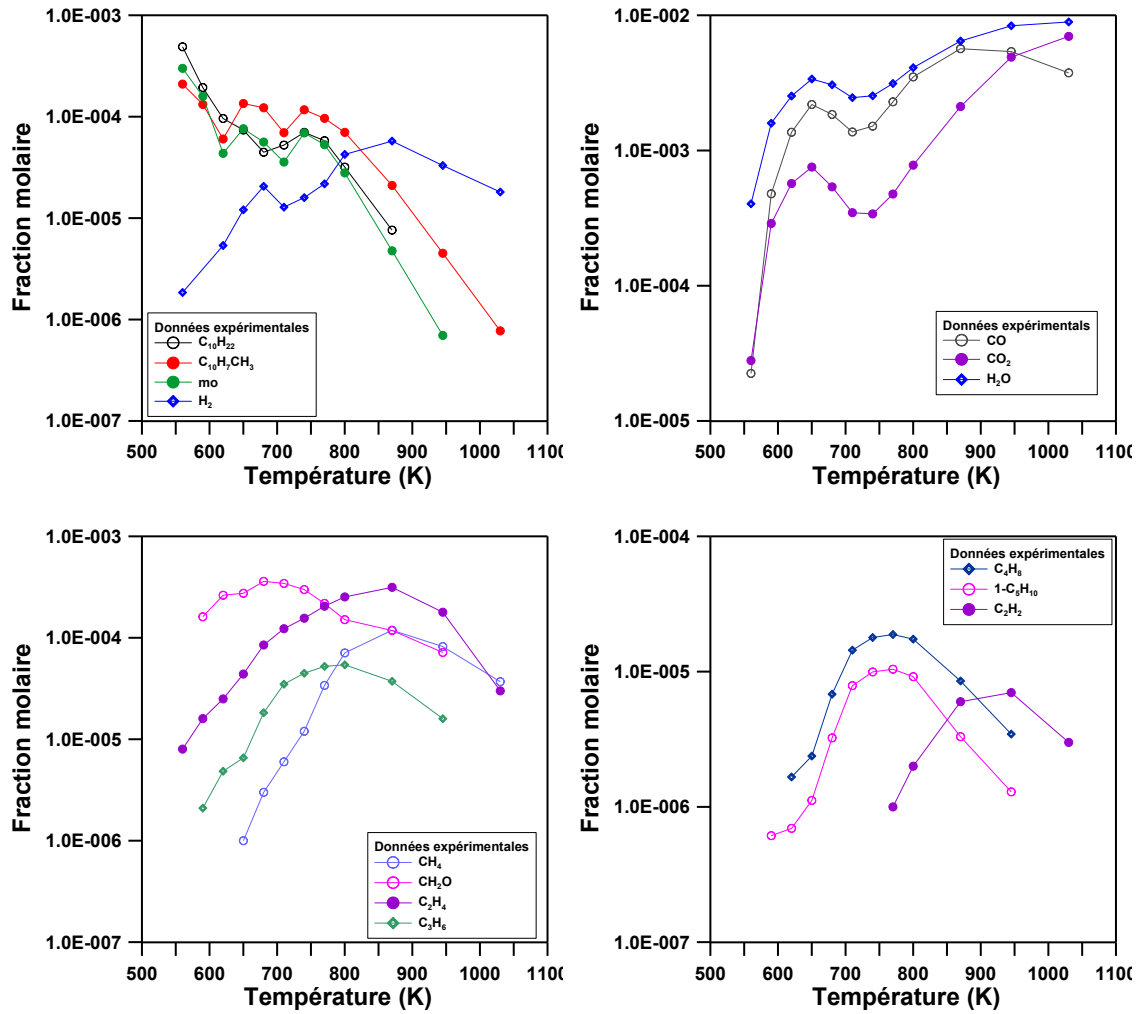 1.0E-003
1.0E-004
1.0E-005
1.0E-006
1.0E-007
Fraction molaire
Données expérimentales
C₁₀H₂₂
C₁₀H₇CH₃
mo
H₂
500 600 700 800 900 1000 1100
Température (K)
1.0E-002
1.0E-003
1.0E-004
1.0E-005
Fraction molaire
Données expérimentals
CO
CO₂
H₂O
500 600 700 800 900 1000 110
Température (K)
1.0E-003
1.0E-004
1.0E-005
1.0E-006
1.0E-007
Fraction molaire
Données expérimentales
CH₄
CH₂O
C₂H₄
C₃H₆
500 600 700 800 900 1000 1100
Température (K)
1.0E-004
1.0E-005
1.0E-006
1.0E-007
Fraction molaire
Données expérimentales
C₄H₈
1-C₅H₁₀
C₂H₂
500 600 700 800 900 1000 110
Température (K)